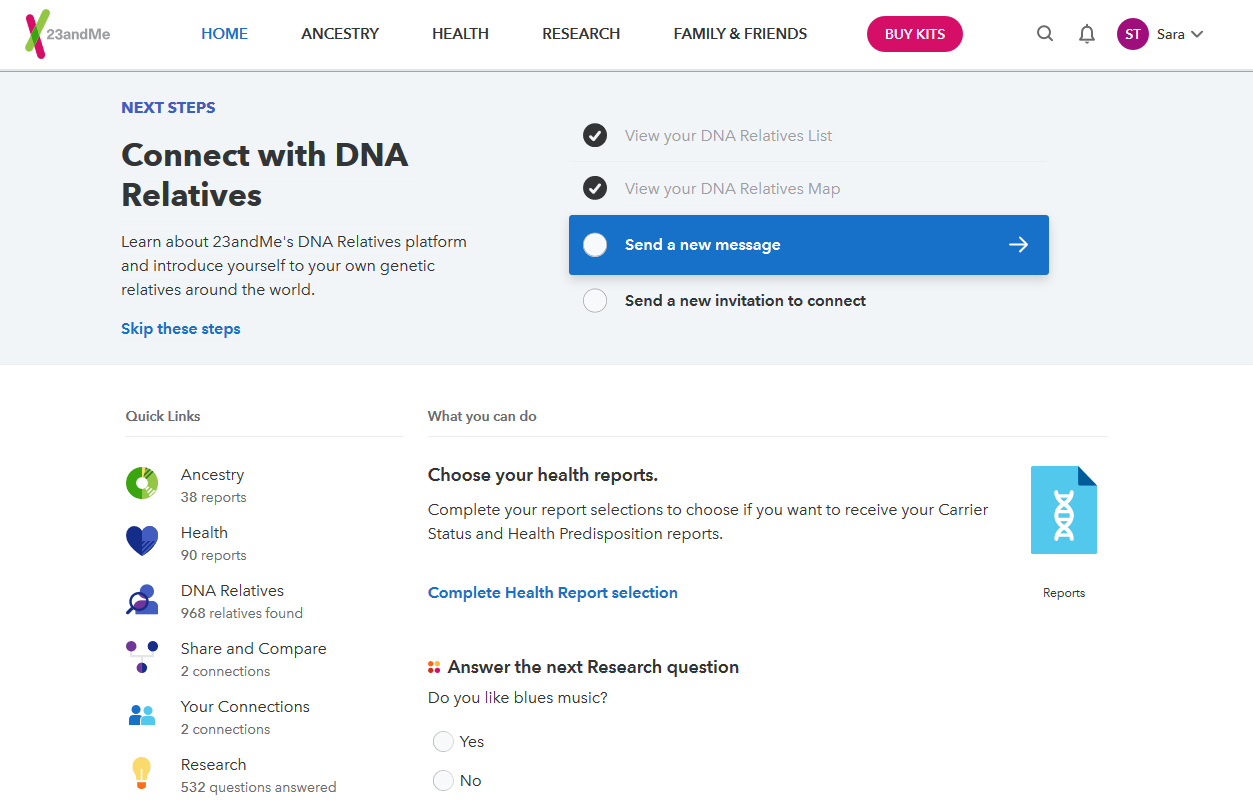 23andMe
HOME
ANCESTRY
HEALTH
RESEARCH
FAMILY & FRIENDS
BUY KITS
ST
Sara
NEXT STEPS
Connect with DNA
Relatives
Learn about 23andMe's DNA Relatives platform
and introduce yourself to your own genetic
relatives around the world.
Skip these steps
View your DNA Relatives List
View your DNA Relatives Map
Send a new message
Send a new invitation to connect
Quick Links
Ancestry
38 reports
Health
90 reports
DNA Relatives
968 relatives found
Share and Compare
2 connections
Your Connections
2 connections
Research
532 questions answered
What you can do
Choose your health reports.
Complete your report selections to choose if you want to receive your Carrier
Status and Health Predisposition reports.
Complete Health Report selection
Reports
Answer the next Research question
Do you like blues music?
Yes
No